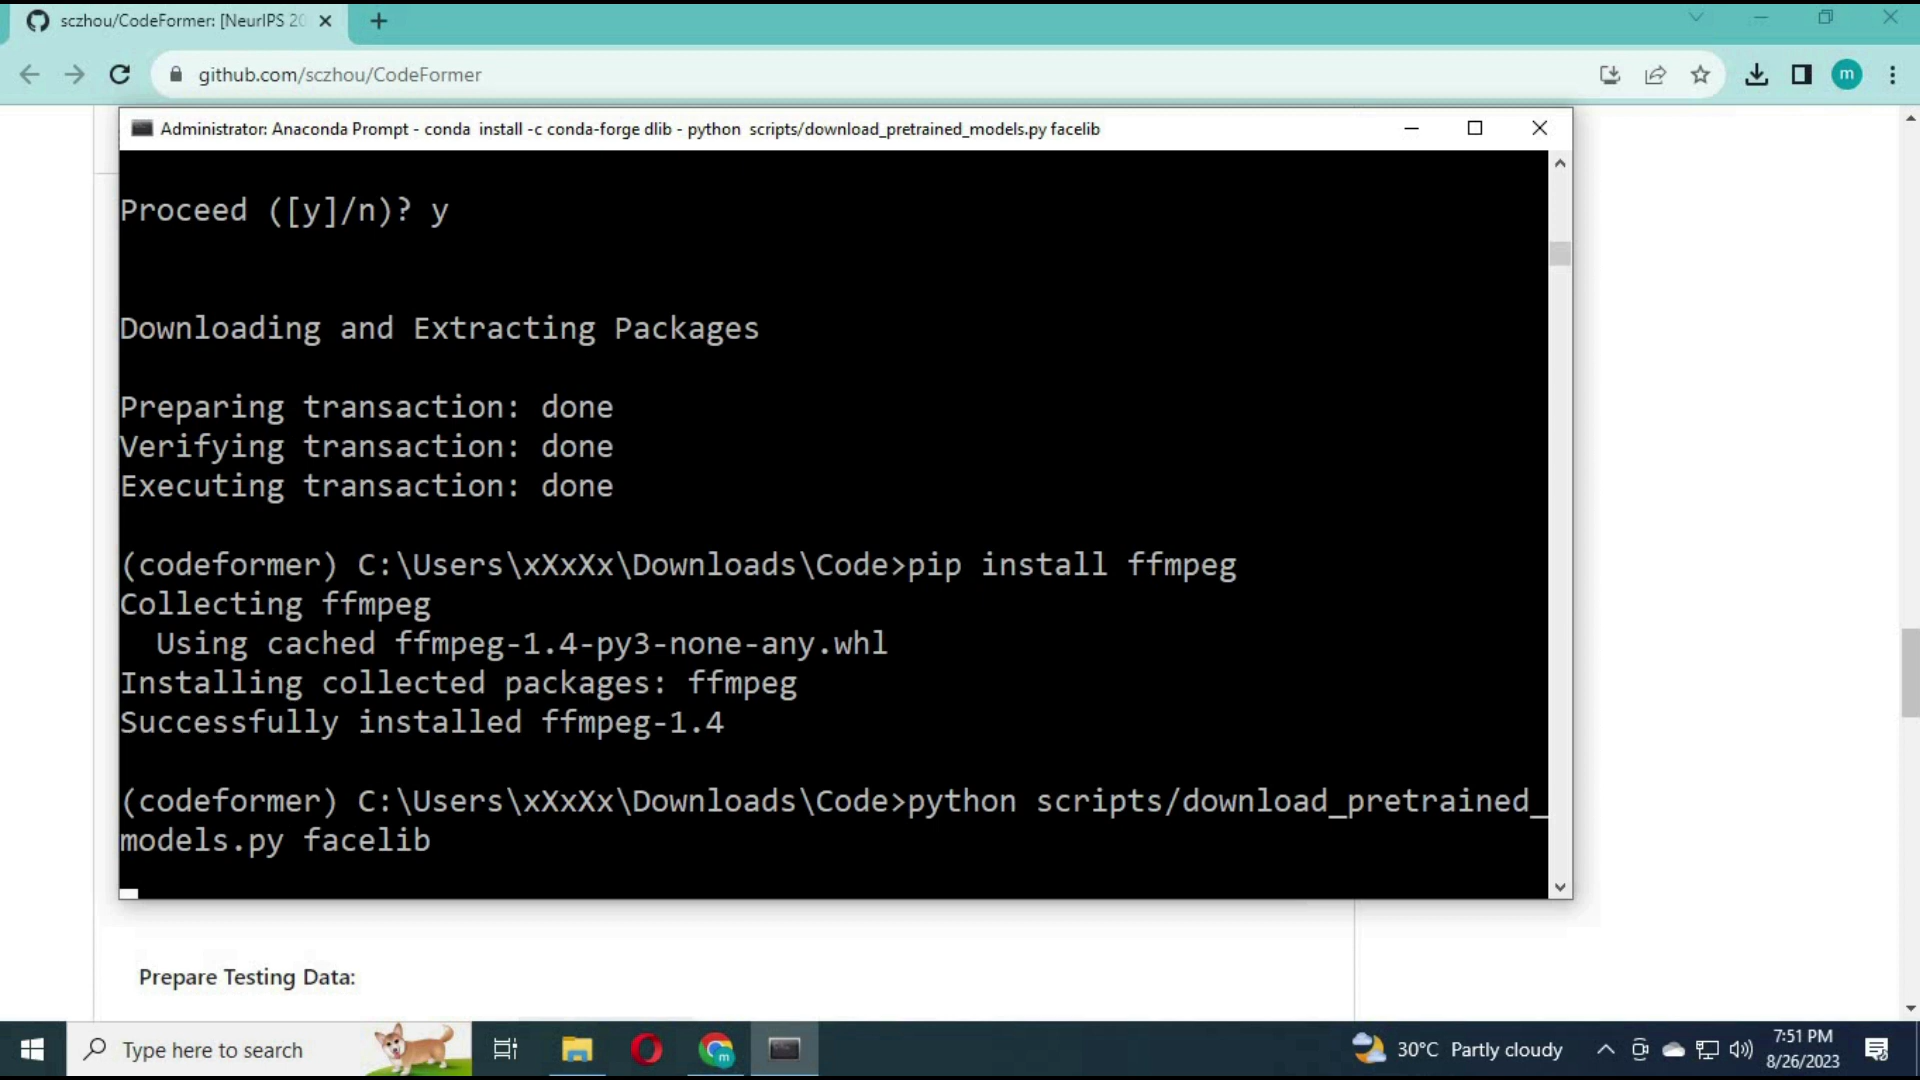 sczhou/CodeFormer: [NeurIPS 20
github.com/sczhou/CodeFormer
m
Administrator: Anaconda Prompt - conda  install -c conda-forge dlib - python  scripts/download_pretrained_models.py facelib
Proceed ([y]/n)? y
Downloading and Extracting Packages
Preparing transaction: done
Verifying transaction: done
Executing transaction: done
(codeformer) C:\Users\xXxXx\Downloads\Code>pip install ffmpeg
Collecting ffmpeg
  Using cached ffmpeg-1.4-py3-none-any.whl
Installing collected packages: ffmpeg
Successfully installed ffmpeg-1.4
(codeformer) C:\Users\xXxXx\Downloads\Code>python scripts/download_pretrained_
models.py facelib
Prepare Testing Data:
Type here to search
m
30°C Partly cloudy
7:51 PM
8/26/2023